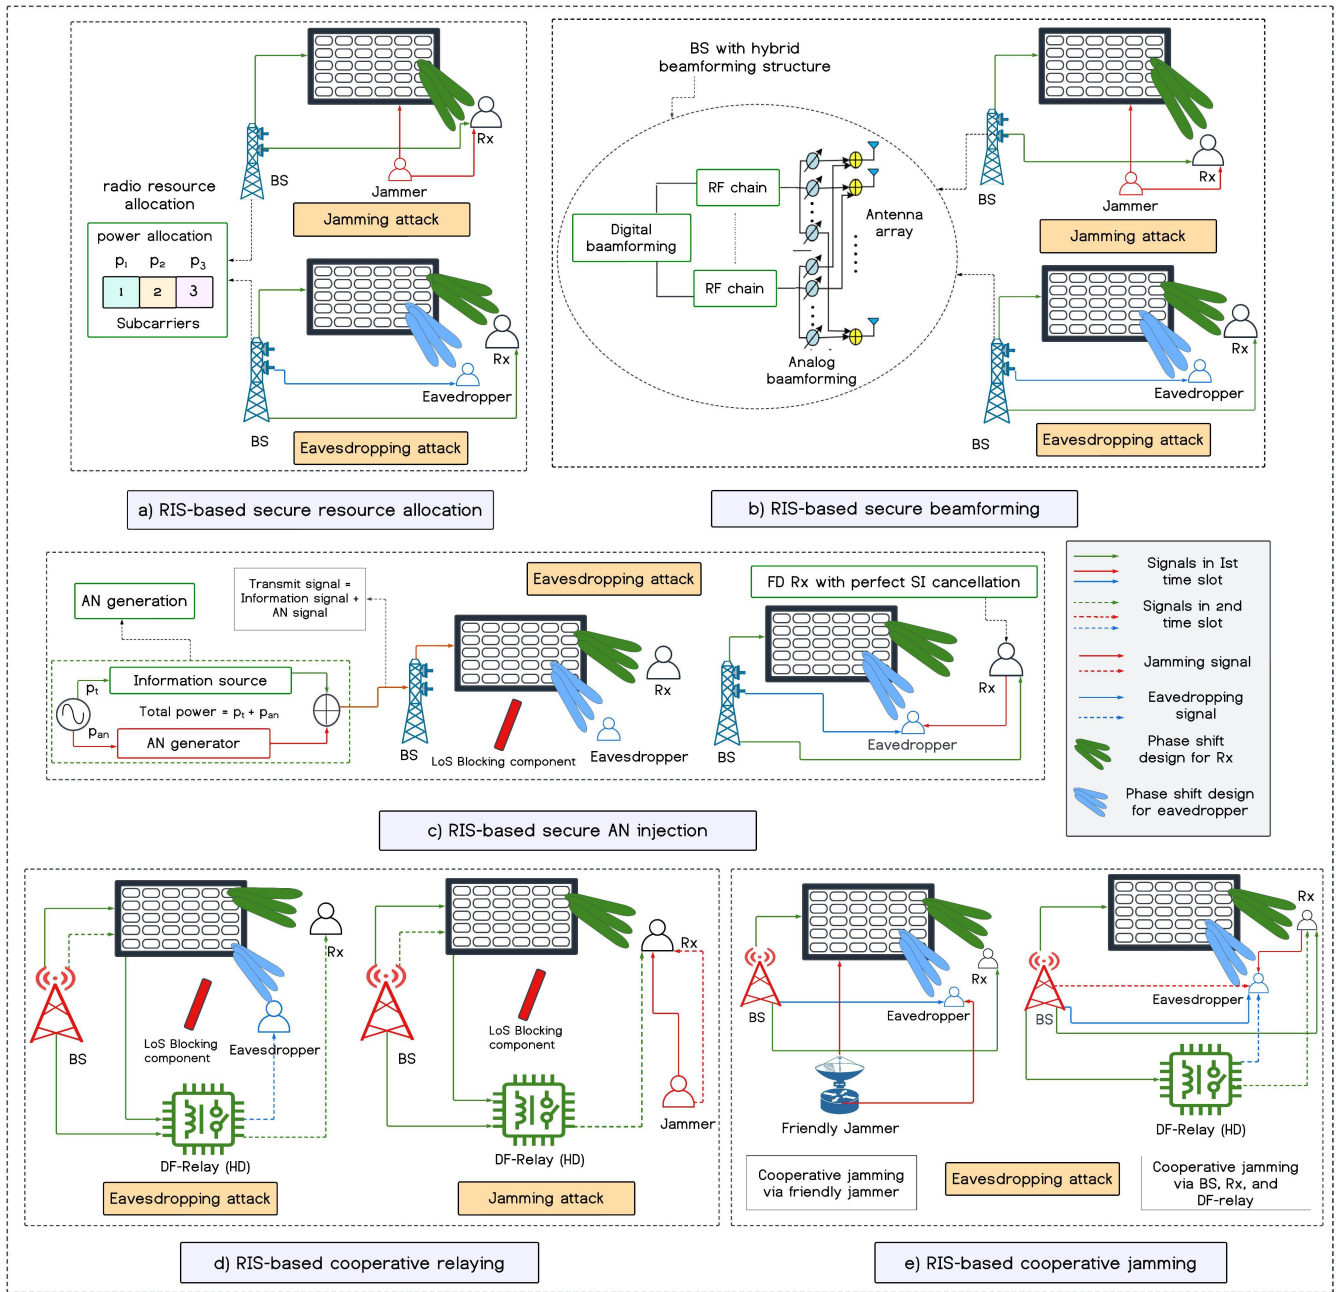 Rx
BS
Jammer
radio resource
allocation
Jamming attack
power allocation
p₁ p₂ p₃
1 2 3
Subcarriers
Rx
Eavedropper
BS
Eavesdropping attack
a) RIS-based secure resource allocation
BS with hybrid
beamforming structure
RF chain
Digital
baamforming
RF chain
Antenna
array
Analog
baamforming
Rx
BS
Jammer
Jamming attack
Rx
Eavedropper
BS
Eavesdropping attack
b) RIS-based secure beamforming
AN generation
Transmit signal =
Information signal +
AN signal
Eavesdropping attack
FD Rx with perfect SI cancellation
Information source
pt
Total power = pt + pan
pan
AN generator
BS
LoS Blocking component
Rx
Eavesdropper
BS
Eavedropper
Rx
c) RIS-based secure AN injection
Signals in Ist
time slot
Signals in 2nd
time slot
Jamming signal
Eavedropping
signal
Phase shift
design for Rx
Phase shift design
for eavedropper
Rx
BS
LoS Blocking
component
Eavesdropper
DF-Relay (HD)
Eavesdropping attack
Rx
BS
LoS Blocking
component
Jammer
DF-Relay (HD)
Jamming attack
d) RIS-based cooperative relaying
Rx
BS
Eavedropper
Friendly Jammer
Cooperative jamming
via friendly jammer
Eavesdropping attack
Rx
Eavesdropper
BS
DF-Relay (HD)
Cooperative jamming
via BS, Rx, and
DF-relay
e) RIS-based cooperative jamming